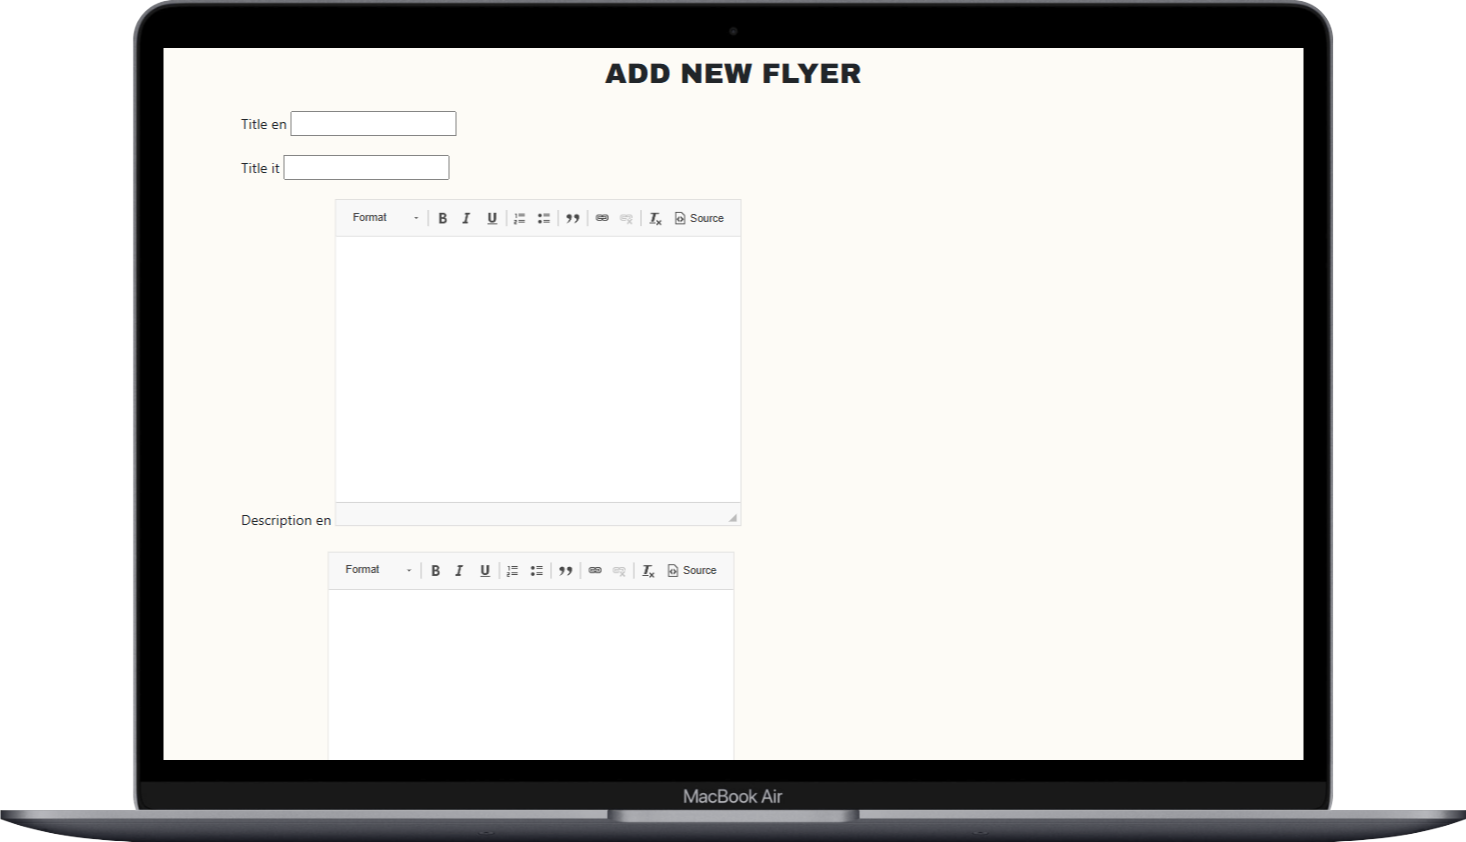 ADD NEW FLYER
Title en
Title it
Format B I U Source
Description en
Format B I U Source
MacBook Air